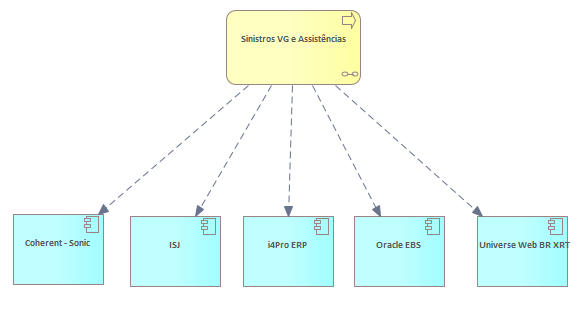 Sinistros VG e Assistências
Coherent - Sonic
ISJ
i4Pro ERP
Oracle EBS
Universe Web BR XRT